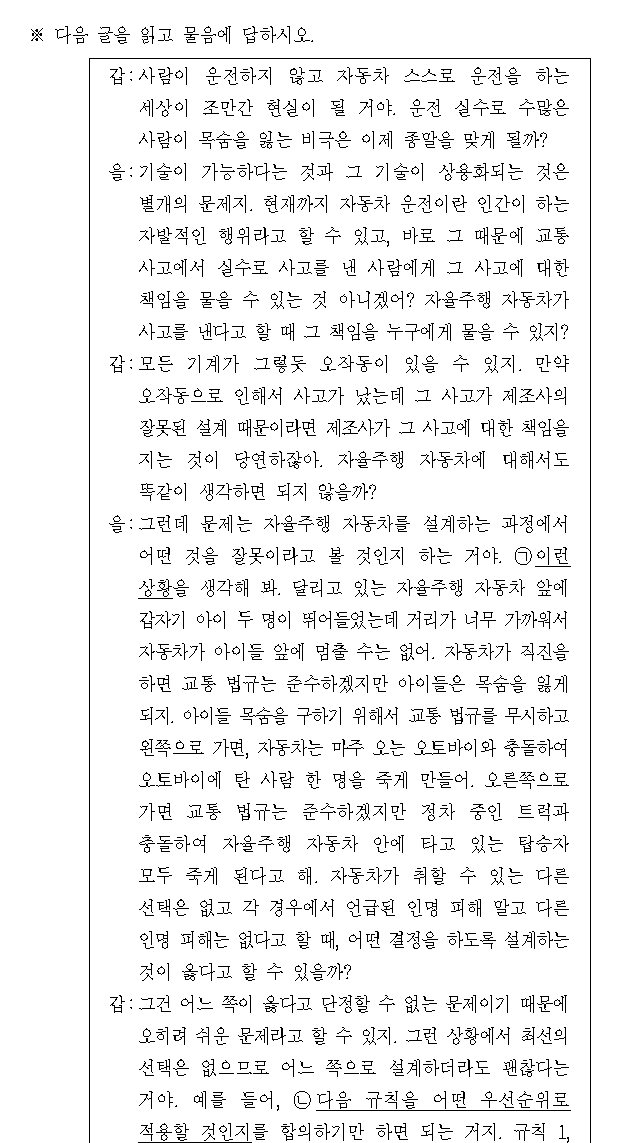 ※ 다음 글을 읽고 물음에 답하시오.
갑: 사람이 운전하지 않고 자동차 스스로 운전을 하는
세상이 조만간 현실이 될 거야. 운전 실수로 수많은
사람이 목숨을 잃는 비극은 이제 종말을 맞게 될까?
을: 기술이 가능하다는 것과 그 기술이 상용화되는 것은
별개의 문제지. 현재까지 자동차 운전이란 인간이 하는
자발적인 행위라고 할 수 있고, 바로 그 때문에 교통
사고에서 실수로 사고를 낸 사람에게 그 사고에 대한
책임을 물을 수 있는 것 아니겠어? 자율주행 자동차가
사고를 낸다고 할 때 그 책임을 누구에게 물을 수 있지?
갑: 모든 기계가 그렇듯 오작동이 있을 수 있지. 만약
오작동으로 인해서 사고가 났는데 그 사고가 제조사의
잘못된 설계 때문이라면 제조사가 그 사고에 대한 책임을
지는 것이 당연하잖아. 자율주행 자동차에 대해서도
똑같이 생각하면 되지 않을까?
을: 그런데 문제는 자율주행 자동차를 설계하는 과정에서
어떤 것을 잘못이라고 볼 것인지 하는 거야. ㉠이런
상황을 생각해 봐. 달리고 있는 자율주행 자동차 앞에
갑자기 아이 두 명이 뛰어들었는데 거리가 너무 가까워서
자동차가 아이들 앞에 멈출 수는 없어. 자동차가 직진을
하면 교통 법규는 준수하겠지만 아이들은 목숨을 잃게
되지. 아이들 목숨을 구하기 위해서 교통 법규를 무시하고
왼쪽으로 가면, 자동차는 마주 오는 오토바이와 충돌하여
오토바이에 탄 사람 한 명을 죽게 만들어. 오른쪽으로
가면 교통 법규는 준수하겠지만 정차 중인 트럭과
충돌하여 자율주행 자동차 안에 타고 있는 탑승자
모두 죽게 된다고 해. 자동차가 취할 수 있는 다른
선택은 없고 각 경우에서 언급된 인명 피해 말고 다른
인명 피해는 없다고 할 때, 어떤 결정을 하도록 설계하는
것이 옳다고 할 수 있을까?
갑: 그건 어느 쪽이 옳다고 단정할 수 없는 문제이기 때문에
오히려 쉬운 문제라고 할 수 있지. 그런 상황에서 최선의
선택은 없으므로 어느 쪽으로 설계하더라도 괜찮다는
거야. 예를 들어, ㉡다음 규칙을 어떤 우선순위로
적용할 것인지를 합의하기만 하면 되는 거지. 규칙 1,